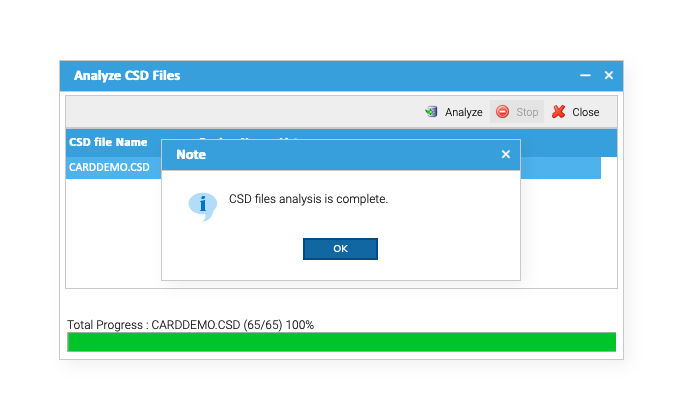 Analyze CSD Files
Analyze Stop Close
CSD file Name
CARDDEMO.CSD
Note
CSD files analysis is complete.
OK
Total Progress : CARDDEMO.CSD (65/65) 100%